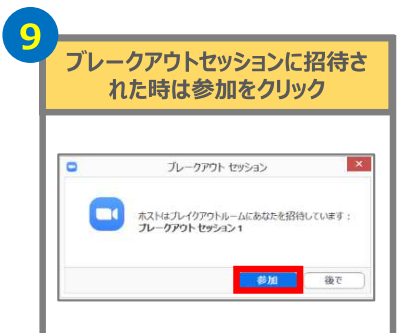 9
ブレークアウトセッションに招待さ
れた時は参加をクリック
ブレークアウト セッション
ホストはブレイクアウトルームにあなたを招待しています：
ブレークアウト セッション 1
参加
後で